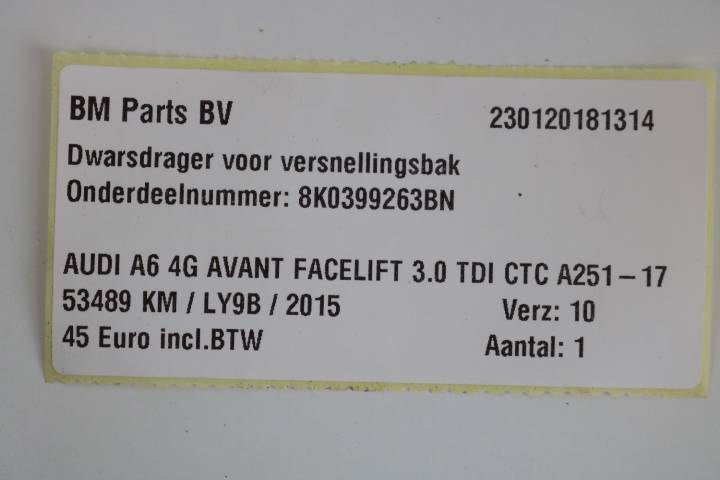 BM Parts BV 230120181314
Dwarsdrager voor versnellingsbak
Onderdeelnummer: 8K0399263BN
AUDI A6 4G AVANT FACELIFT 3.0 TDI CTC A251-17
53489 KM / LY9B / 2015 Verz: 10
45 Euro incl.BTW Aantal: 1